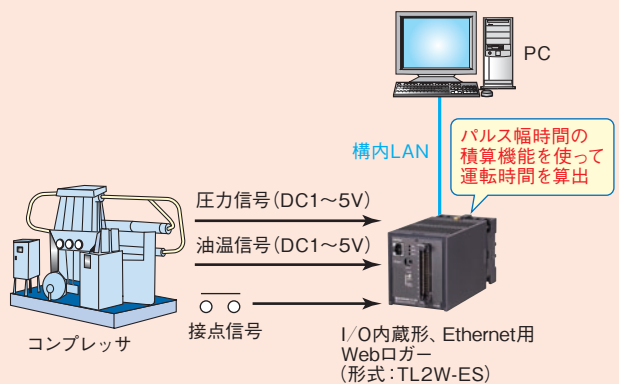 PC
構内LAN
パルス幅時間の
積算機能を使って
運転時間を算出
圧力信号(DC1～5V)
油温信号(DC1～5V)
接点信号
コンプレッサ
I/O内蔵形、Ethernet用
Webロガー
(形式:TL2W-ES)